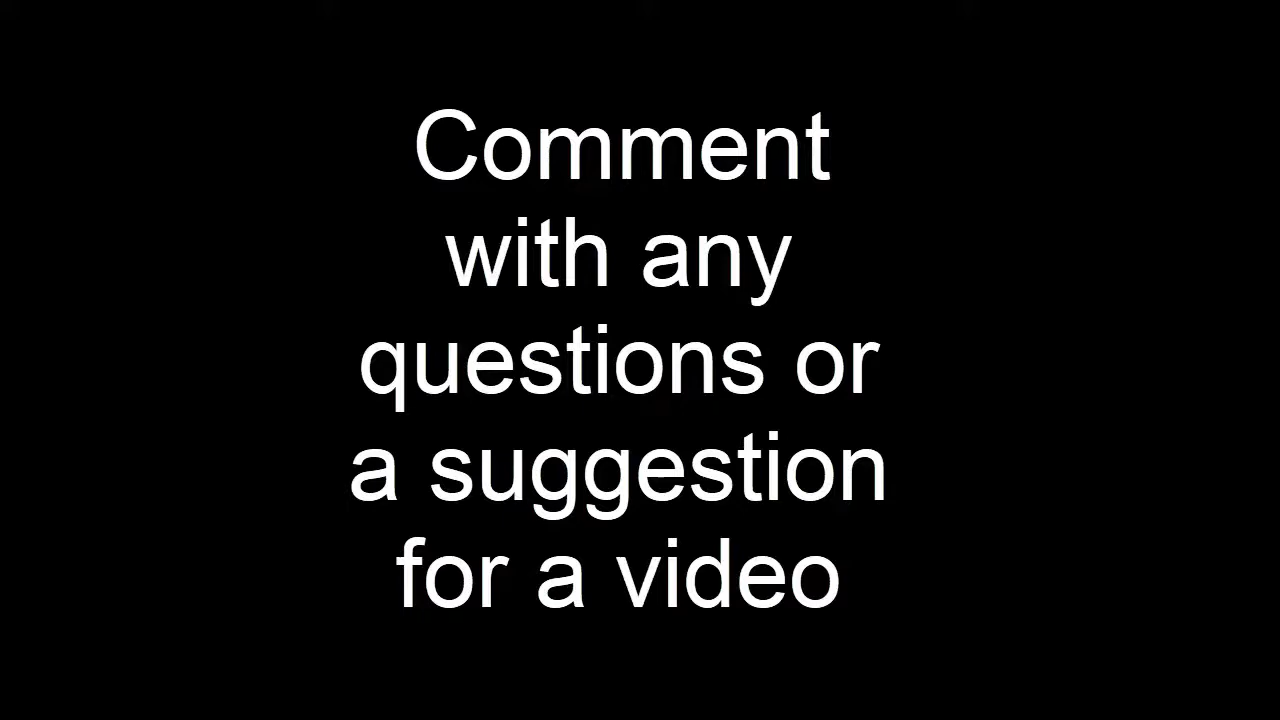 Comment
with any
questions or
a suggestion
for a video